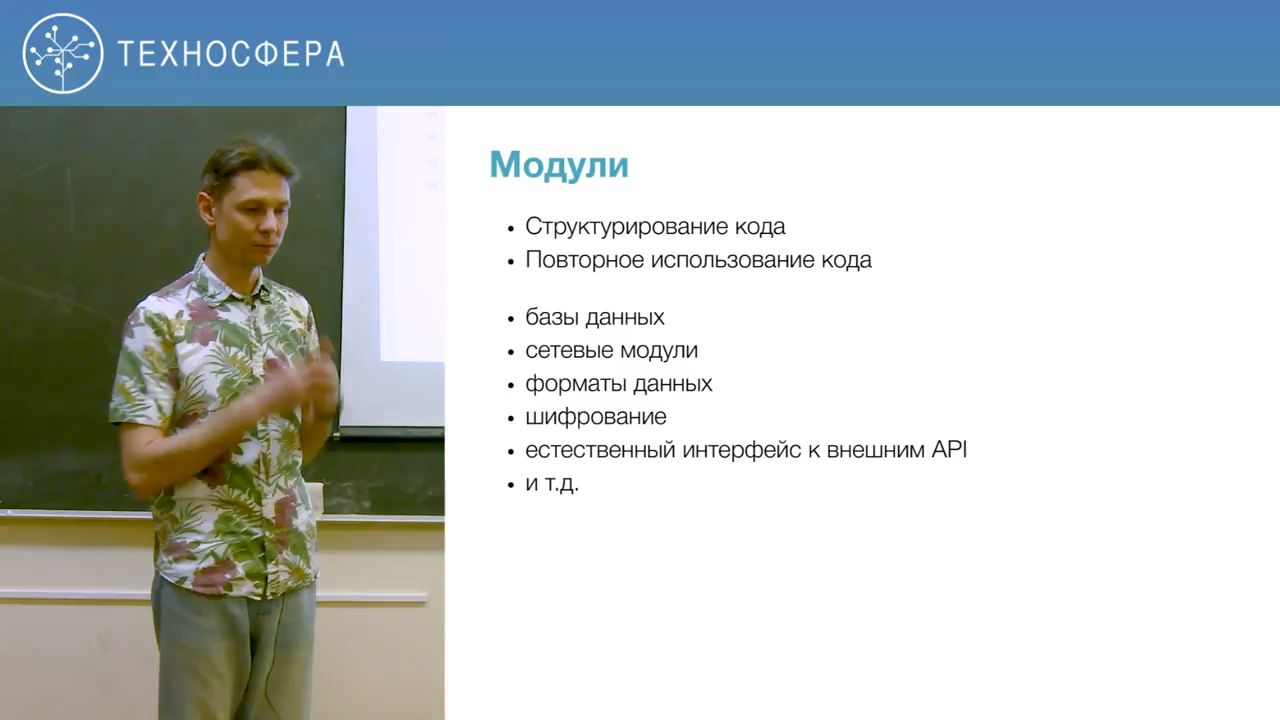 ТЕХНОСФЕРА
Модули
• Структурирование кода
• Повторное использование кода
• базы данных
• сетевые модули
• форматы данных
• шифрование
• естественный интерфейс к внешним API
• и т.д.